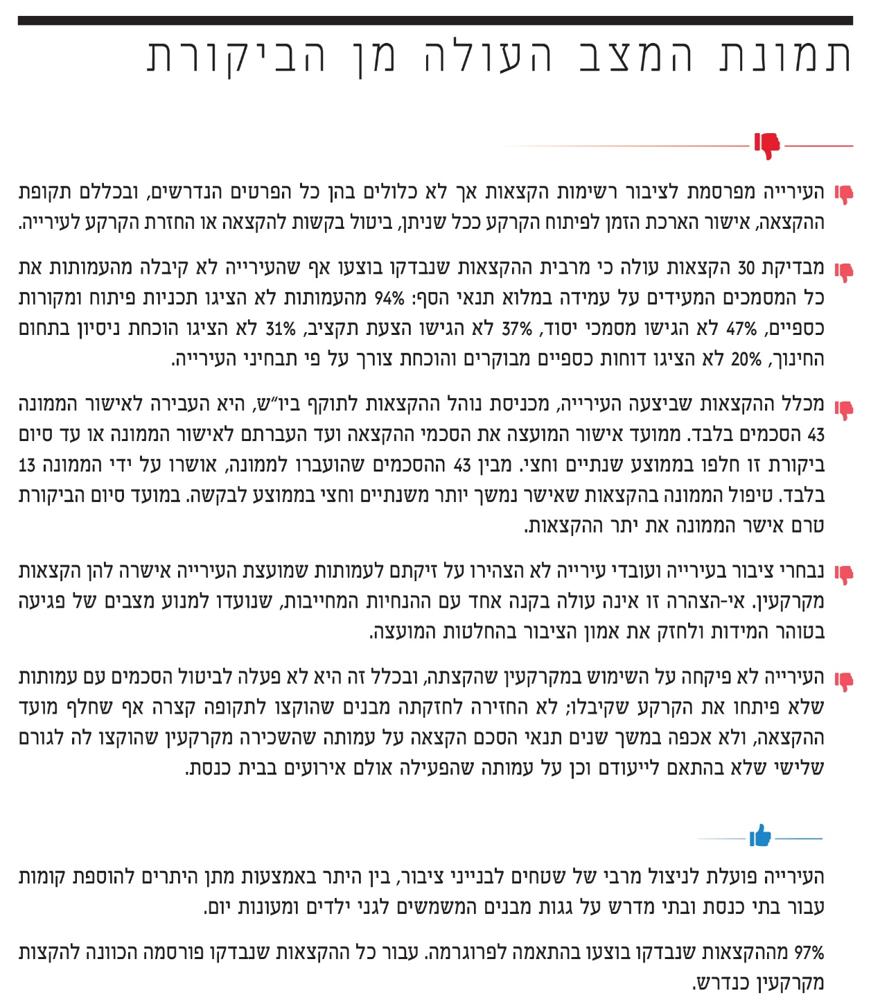 תמונת המצב העולה מן הביקורת
העירייה מפרסמת לציבור רשימות הקצאות אך לא כלולים בהן כל הפרטים הנדרשים, ובכללם תקופת
ההקצאה, אישור הארכת הזמן לפיתוח הקרקע ככל שניתן, ביטול בקשות להקצאה או החזרת הקרקע לעירייה.
מבדיקת 30 הקצאות עולה כי מרבית ההקצאות שנבדקו בוצעו אף שהעירייה לא קיבלה מהעמותות את
כל המסמכים המעידים על עמידה במלוא תנאי הסף: 94% מהעמותות לא הציגו תכניות פיתוח ומקורות
כספיים, 47% לא הגישו מסמכי יסוד, 37% לא הגישו הצעת תקציב, 31% לא הציגו הוכחת ניסיון בתחום
החינוך, 20% לא הציגו דוחות כספיים מבוקרים והוכחת צורך על פי תבחיני העירייה.
מכלל ההקצאות שביצעה העירייה, מכניסת נוהל ההקצאות לתוקף ביו״ש, היא העבירה לאישור הממונה
43 הסכמים בלבד. ממועד אישור המועצה את הסכמי ההקצאה ועד העברתם לאישור הממונה או עד סיום
ביקורת זו חלפו בממוצע שנתיים וחצי. מבין 43 ההסכמים שהועברו לממונה, אושרו על ידי הממונה 13
בלבד. טיפול הממונה בהקצאות שאישר נמשך יותר משנתיים וחצי בממוצע לבקשה. במועד סיום הביקורת
טרם אישר הממונה את יתר ההקצאות.
נבחרי ציבור בעירייה ועובדי עירייה לא הצהירו על זיקתם לעמותות שמועצת העירייה אישרה להן הקצאות
מקרקעין. אי-הצהרה זו אינה עולה בקנה אחד עם ההנחיות המחייבות, שנועדו למנוע מצבים של פגיעה
בטוהר המידות ולחזק את אמון הציבור בהחלטות המועצה.
העירייה לא פיקחה על השימוש במקרקעין שהקצתה, ובכלל זה היא לא פעלה לביטול הסכמים עם עמותות
שלא פיתחו את הקרקע שקיבלו; לא החזירה לחזקתה מבנים שהוקצו לתקופה קצרה אף שחלף מועד
ההקצאה, ולא אכפה במשך שנים תנאי הסכם הקצאה על עמותה שהשכירה מקרקעין שהוקצו לה לגורם
שלישי שלא בהתאם לייעודם וכן על עמותה שהפעילה אולם אירועים בבית כנסת.
העירייה פועלת לניצול מרבי של שטחים לבנייני ציבור, בין היתר באמצעות מתן היתרים להוספת קומות
עבור בתי כנסת ובתי מדרש על גגות מבנים המשמשים לגני ילדים ומעונות יום.
97% מההקצאות שנבדקו בוצעו בהתאמה לפרוגרמה. עבור כל ההקצאות שנבדקו פורסמה הכוונה להקצות
מקרקעין כנדרש.